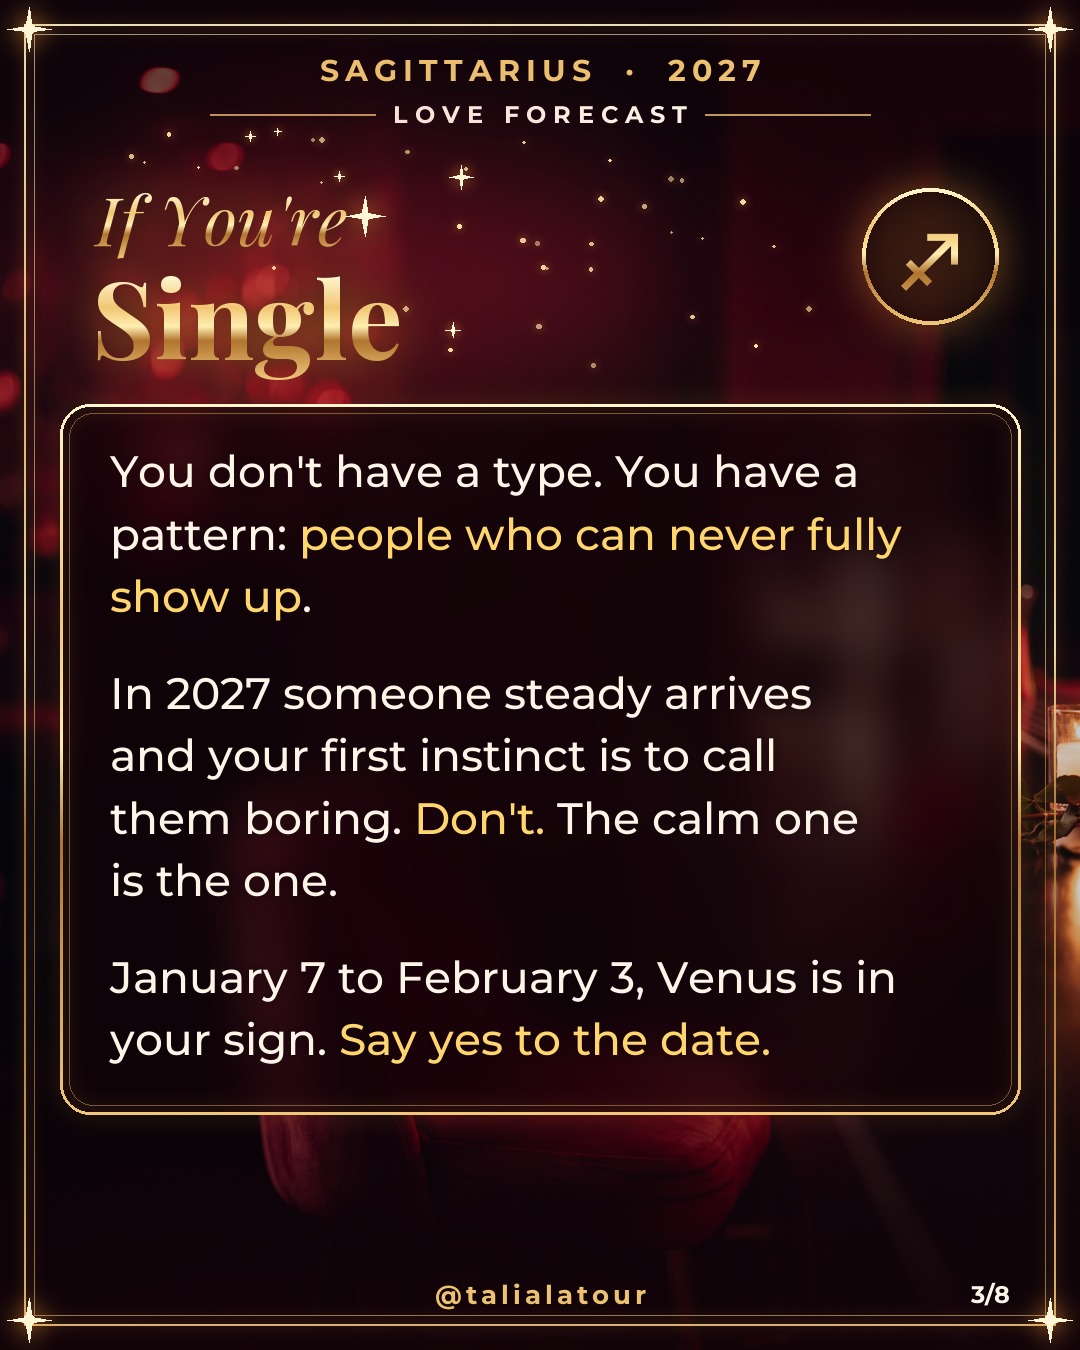 SAGITTARIUS · 2027
LOVE FORECAST
If You're
Single
You don't have a type. You have a
pattern: people who can never fully
show up.
In 2027 someone steady arrives
and your first instinct is to call
them boring. Don't. The calm one
is the one.
January 7 to February 3, Venus is in
your sign. Say yes to the date.
@talialatour
3/8